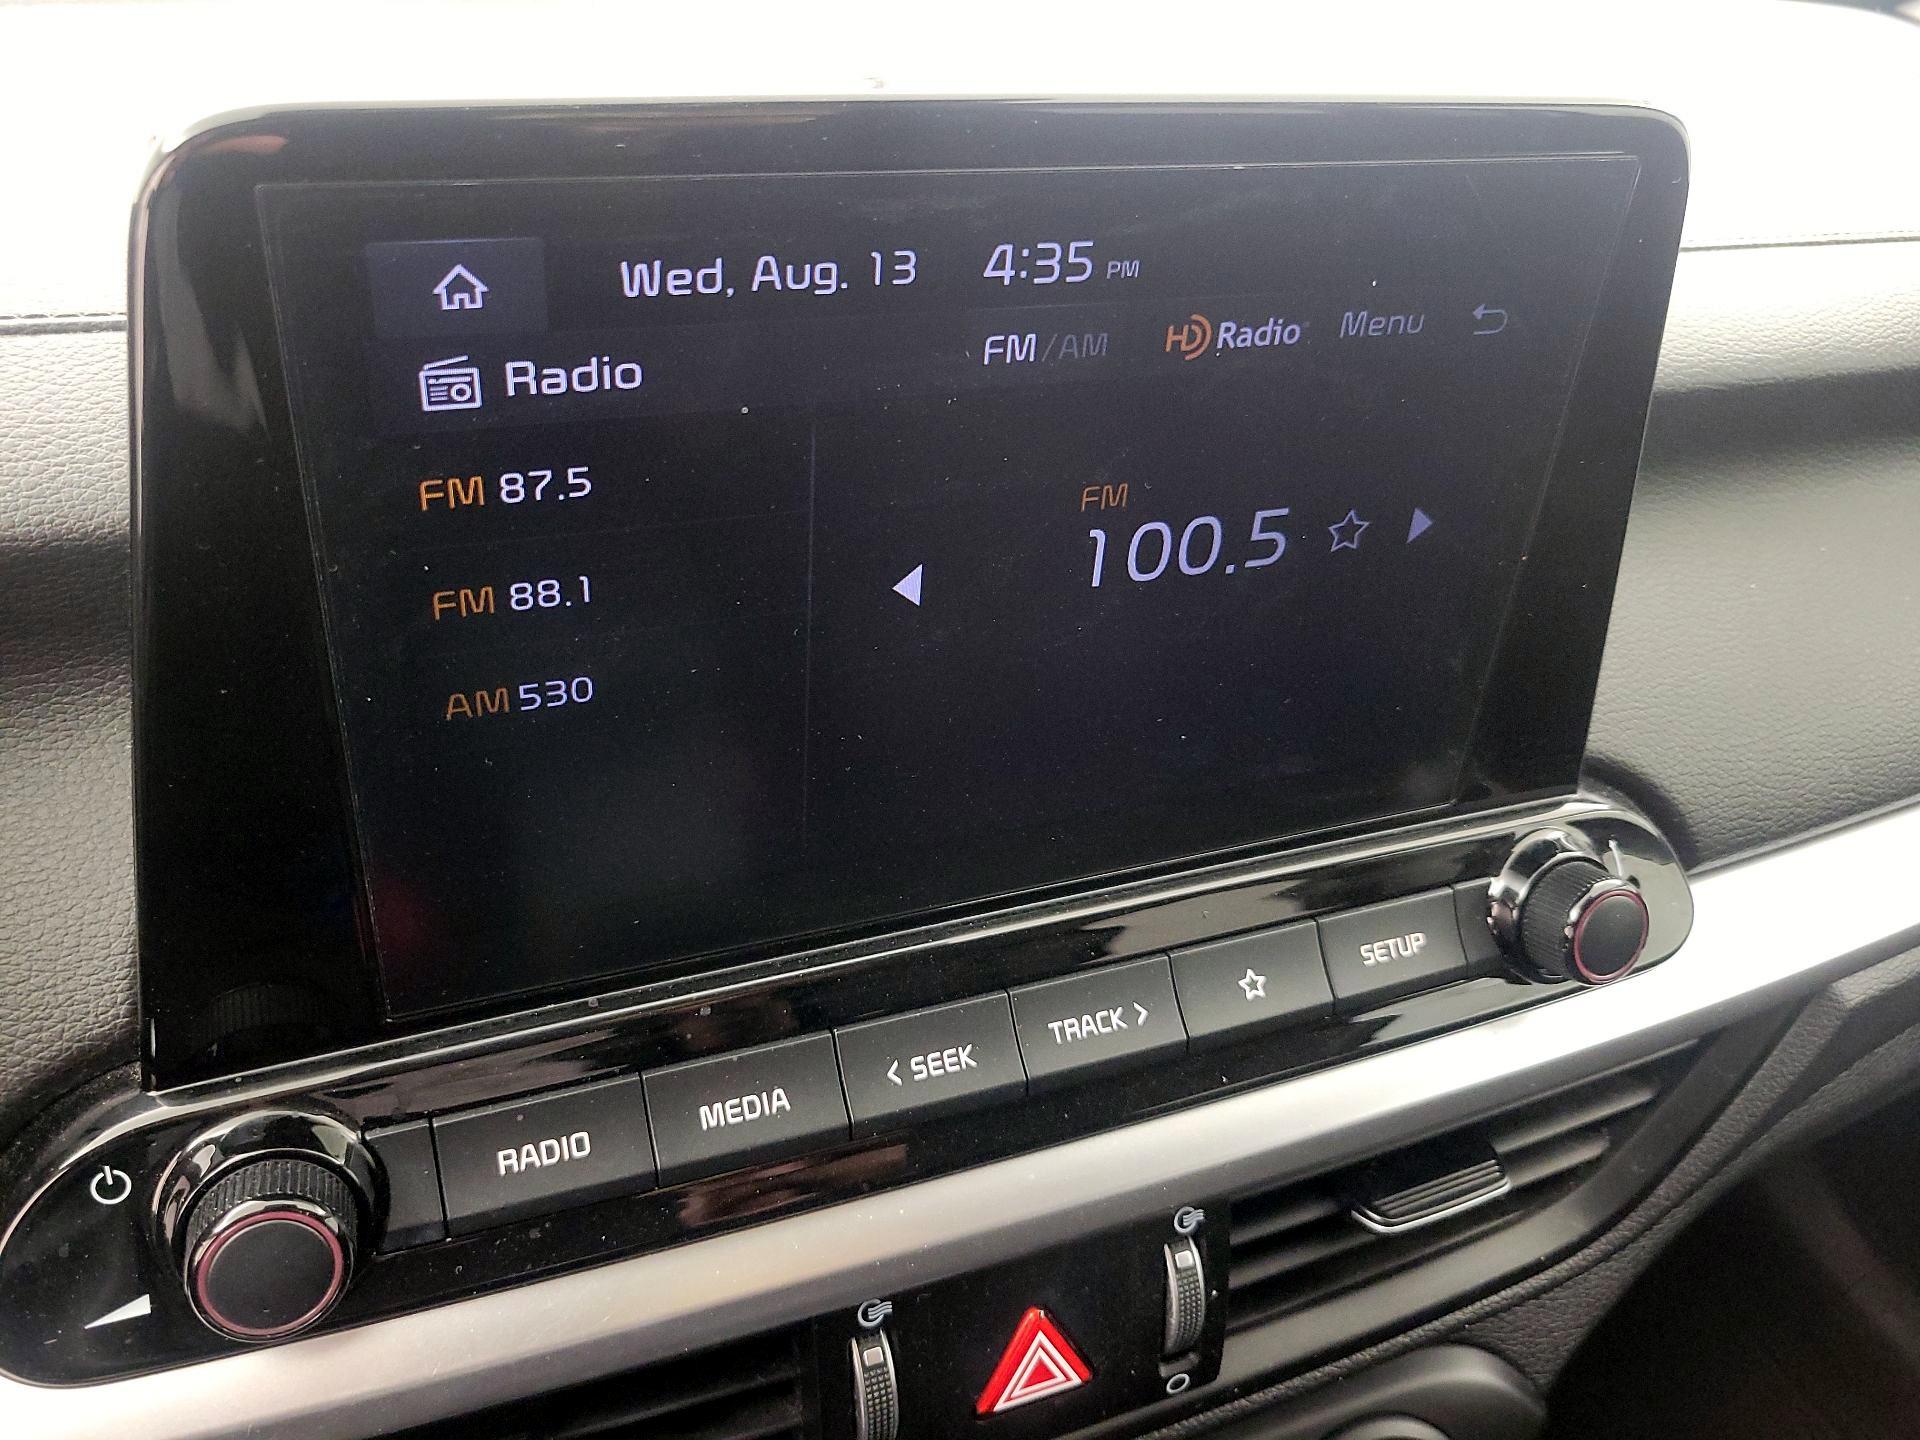 Wed, Aug. 13 4:35 PM
Radio FM/AM HD Radio Menu
FM 87.5
FM 88.1
AM 530
FM
100.5
RADIO MEDIA < SEEK TRACK > SETUP